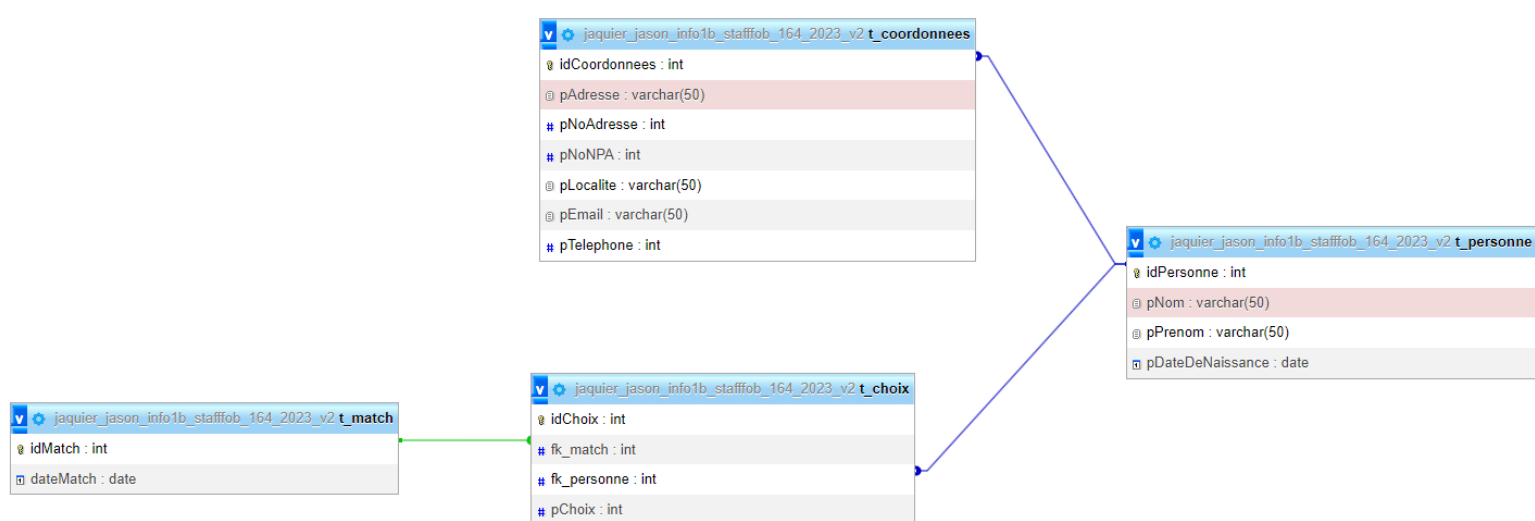 jaquier_jason_info1b_stafffob_164_2023_v2 t_coordonnees
idCoordonnees : int
pAdresse : varchar(50)
# pNoAdresse : int
# pNoNPA : int
pLocalite : varchar(50)
pEmail : varchar(50)
# pTelephone : int
v jaquier_jason_info1b_stafffob_164_2023_v2 t_personne
idPersonne : int
pNom : varchar(50)
pPrenom : varchar(50)
pDateDeNaissance : date
v jaquier_jason_info1b_stafffob_164_2023_v2 t_choix
idChoix : int
# fk_match : int
# fk_personne : int
# pChoix : int
v jaquier_jason_info1b_stafffob_164_2023_v2 t_match
idMatch : int
dateMatch : date